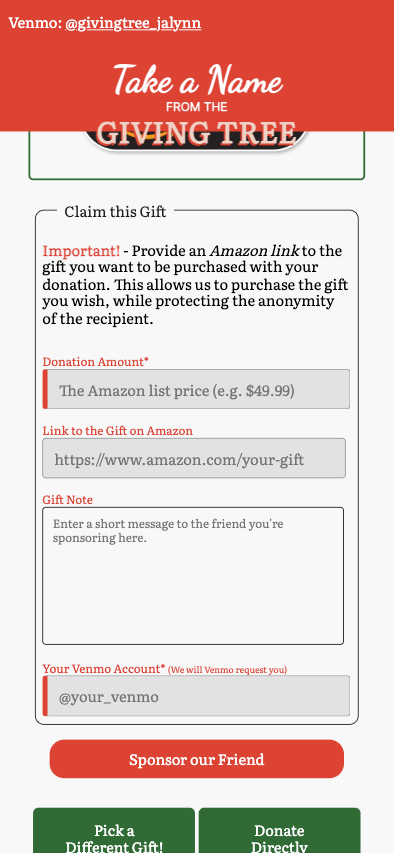 Venmo: @givingtree_jalynn
Take a Name
FROM THE
GIVING TREE
Claim this Gift
Important! - Provide an Amazon link to the
gift you want to be purchased with your
donation. This allows us to purchase the gift
you wish, while protecting the anonymity
of the recipient.
Donation Amount*
The Amazon list price (e.g. $49.99)
Link to the Gift on Amazon
https://www.amazon.com/your-gift
Gift Note
Enter a short message to the friend you're
sponsoring here.
Your Venmo Account* (We will Venmo request you)
@your_venmo
Sponsor our Friend
Pick a
Different Gift!
Donate
Directly